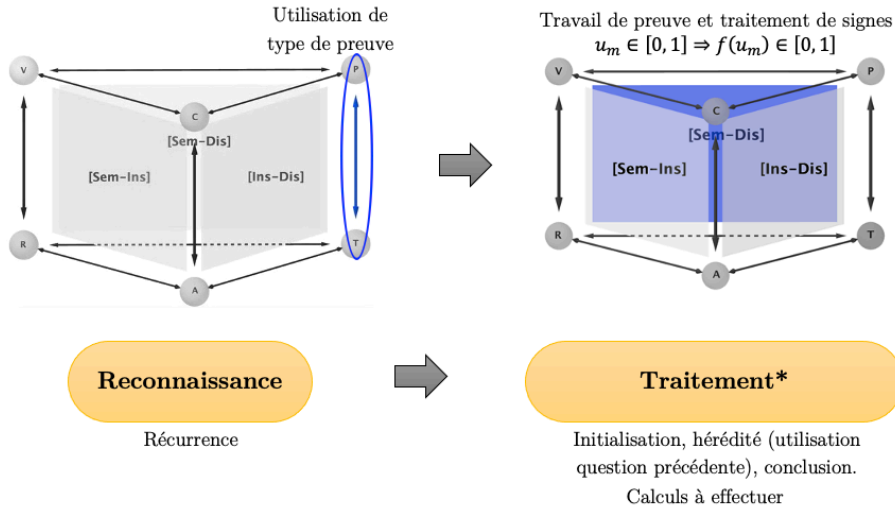 Utilisation de
type de preuve
V
P
C
[Sem-Dis]
[Sem-Ins]
[Ins-Dis]
R
T
A
Travail de preuve et traitement de signes
𝑢𝑚 ∈ [0, 1] ⇒ 𝑓(𝑢𝑚) ∈ [0, 1]
V
P
C
[Sem-Dis]
[Sem-Ins]
[Ins-Dis]
R
T
A
Reconnaissance
Récurrence
Traitement*
Initialisation, hérédité (utilisation
question précédente), conclusion.
Calculs à effectuer